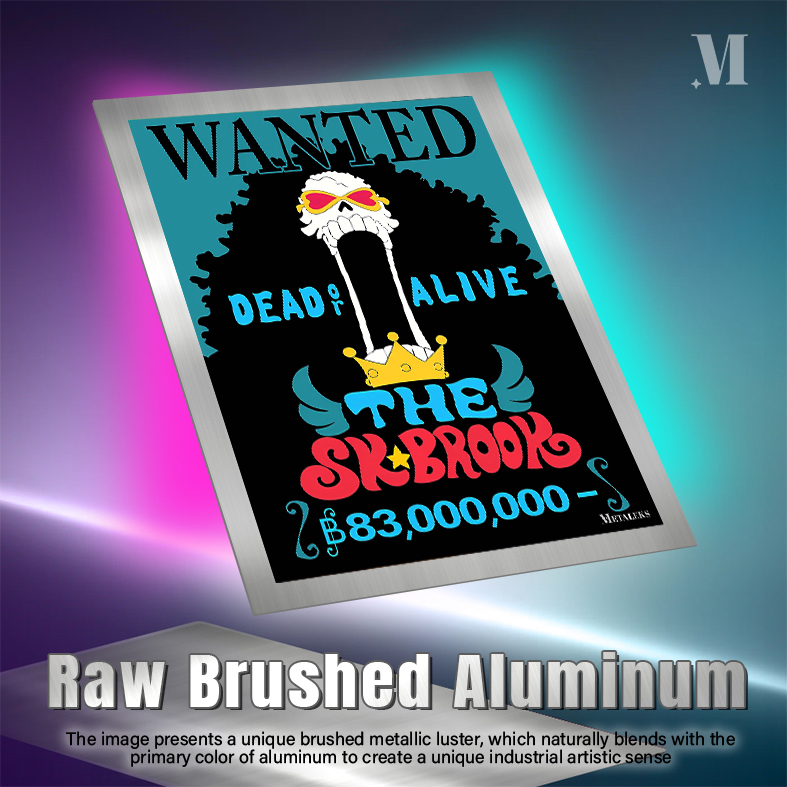 M
WANTED
DEAD or ALIVE
THE
SK★BROOK
฿83,000,000–
METALEKS
Raw Brushed Aluminum
The image presents a unique brushed metallic luster, which naturally blends with the
primary color of aluminum to create a unique industrial artistic sense